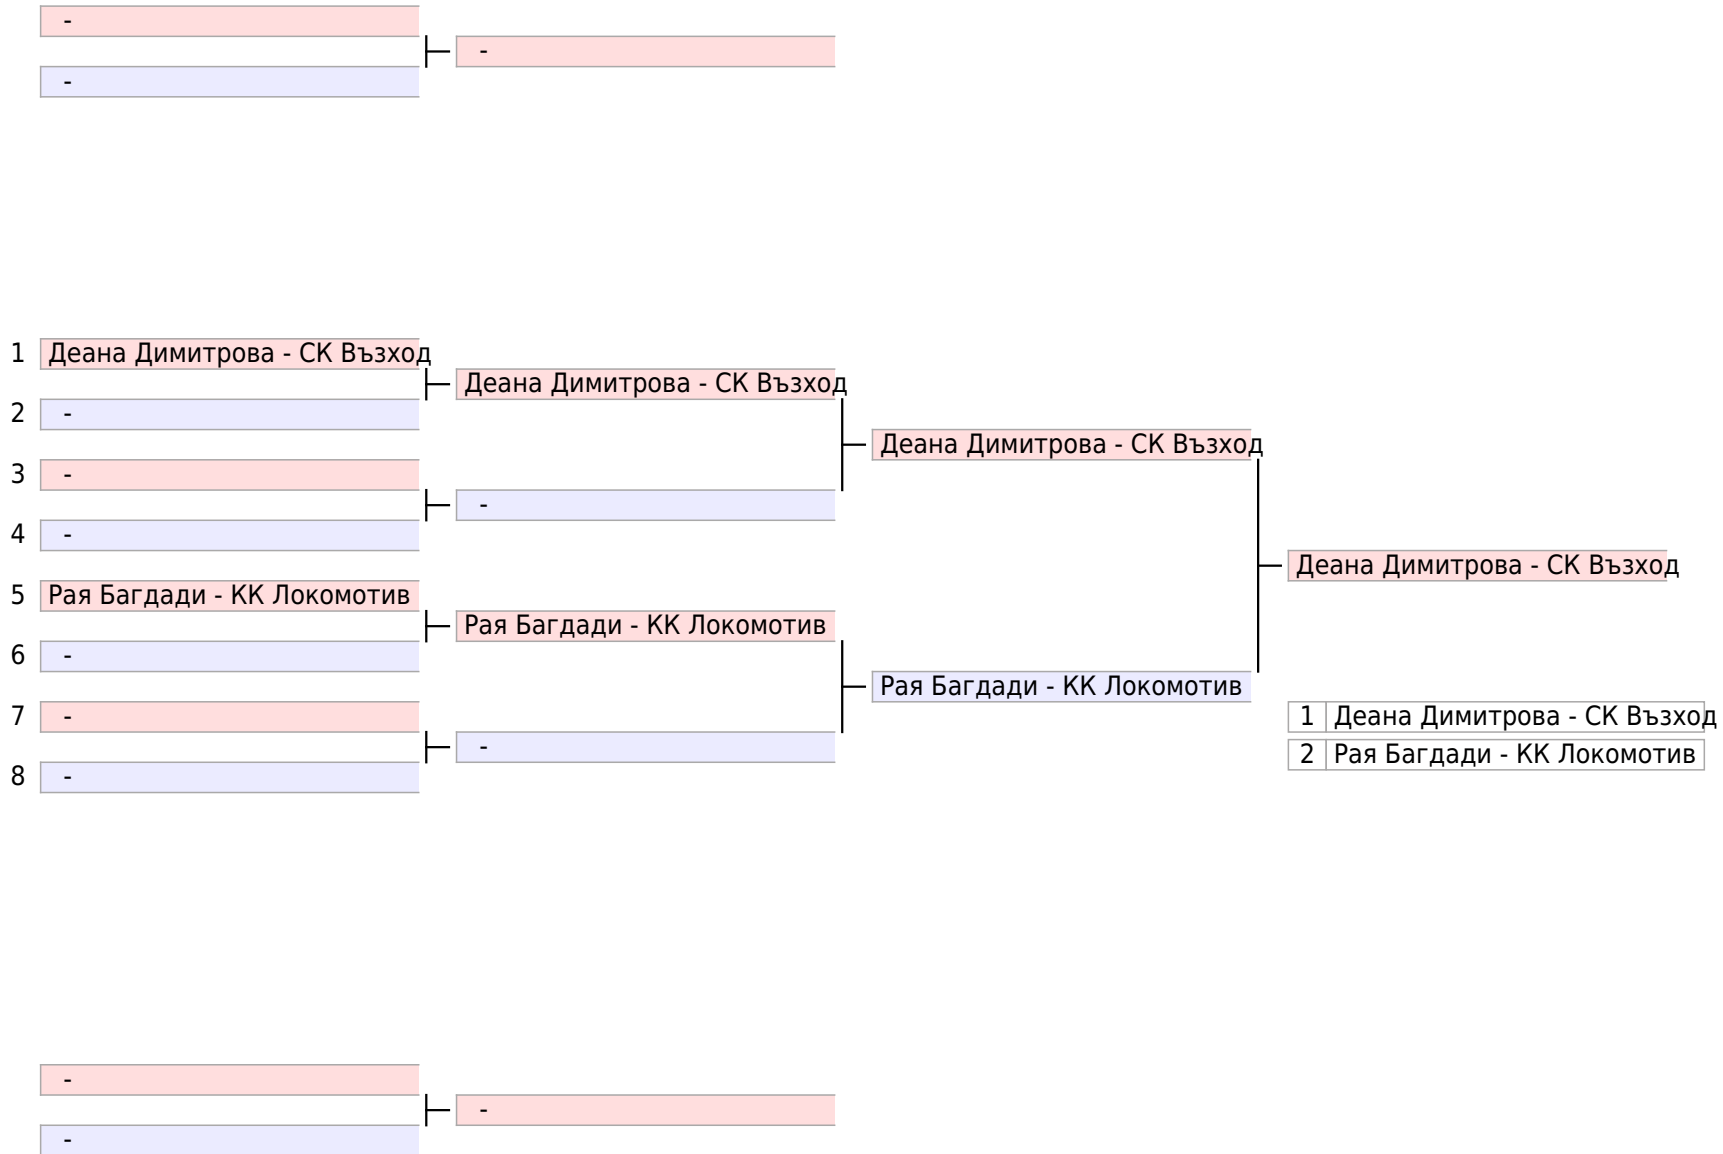 -
-
-
1 Деана Димитрова - СК Възход
Деана Димитрова - СК Възход
2 -
Деана Димитрова - СК Възход
3 -
-
4 -
Деана Димитрова - СК Възход
5 Рая Багдади - КК Локомотив
Рая Багдади - КК Локомотив
6 -
Рая Багдади - КК Локомотив
7 -
1 Деана Димитрова - СК Възход
-
2 Рая Багдади - КК Локомотив
8 -
-
-
-